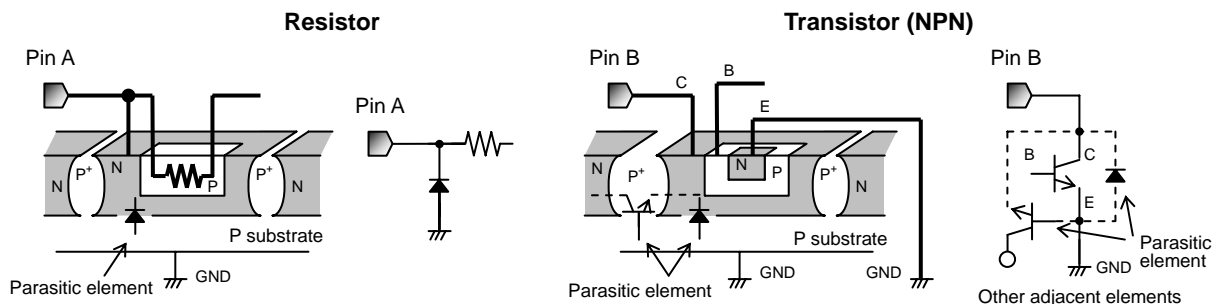 Resistor
Transistor (NPN)
Pin A
Pin A
N
P+
N
P
P+
N
P substrate
Parasitic element
GND
Pin B
C
B
E
N
P+
N
P
P+
N
P substrate
Parasitic element
GND
GND
Pin B
B
C
E
Parasitic
element
GND
Other adjacent elements